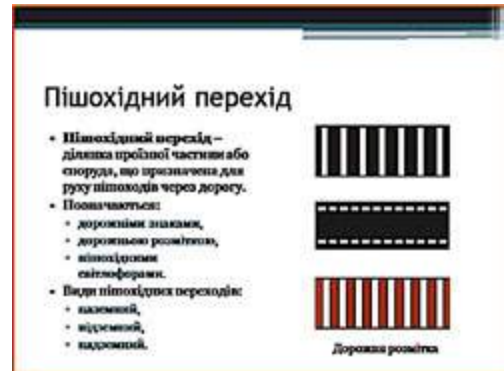 Пішохідний перехід
• Пішохідний перехід –
ділянка проїзної частини або
споруда, що призначена для
руху пішоходів через дорогу.
• Позначаються:
• дорожніми знаками,
• дорожньою розміткою,
• пішохідними
світлофорами.
• Види пішохідних переходів:
• наземний,
• підземний,
• надземний.
Дорожня розмітка